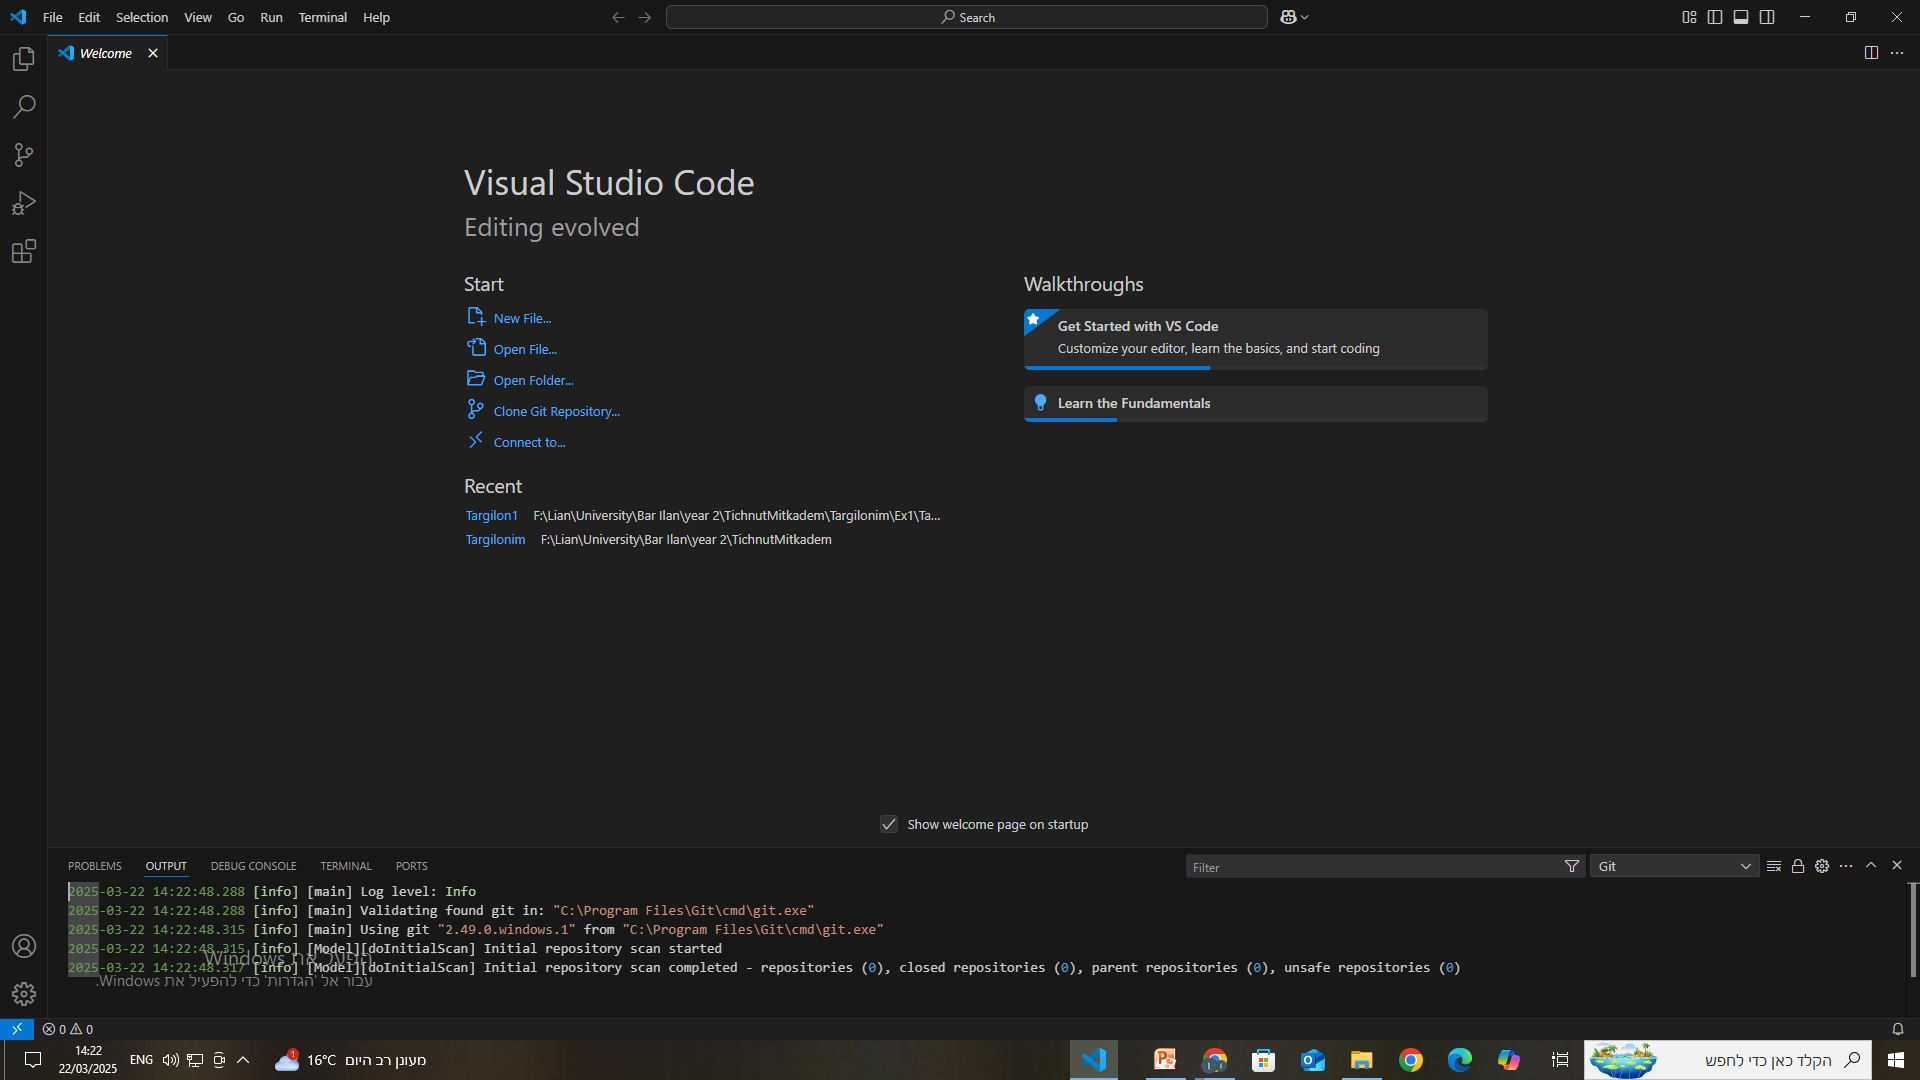 File Edit Selection View Go Run Terminal Help
Search
Welcome
Visual Studio Code
Editing evolved
Start
New File...
Open File...
Open Folder...
Clone Git Repository...
Connect to...
Recent
Targilon1 F:\Lian\University\Bar Ilan\year 2\TichnutMitkadem\Targilonim\Ex1\Ta...
Targilonim F:\Lian\University\Bar Ilan\year 2\TichnutMitkadem
Walkthroughs
Get Started with VS Code
Customize your editor, learn the basics, and start coding
Learn the Fundamentals
Show welcome page on startup
PROBLEMS OUTPUT DEBUG CONSOLE TERMINAL PORTS
Filter
Git
2025-03-22 14:22:48.288 [info] [main] Log level: Info
2025-03-22 14:22:48.288 [info] [main] Validating found git in: "C:\Program Files\Git\cmd\git.exe"
2025-03-22 14:22:48.315 [info] [main] Using git "2.49.0.windows.1" from "C:\Program Files\Git\cmd\git.exe"
2025-03-22 14:22:48.315 [info] [Model][doInitialScan] Initial repository scan started
2025-03-22 14:22:48.317 [info] [Model][doInitialScan] Initial repository scan completed - repositories (0), closed repositories (0), parent repositories (0), unsafe repositories (0)
הפעל את Windows
עבור אל 'הגדרות' כדי להפעיל את Windows.
0 0
14:22
22/03/2025
ENG
1
16°C מעונן רב היום
הקלד כאן כדי לחפש